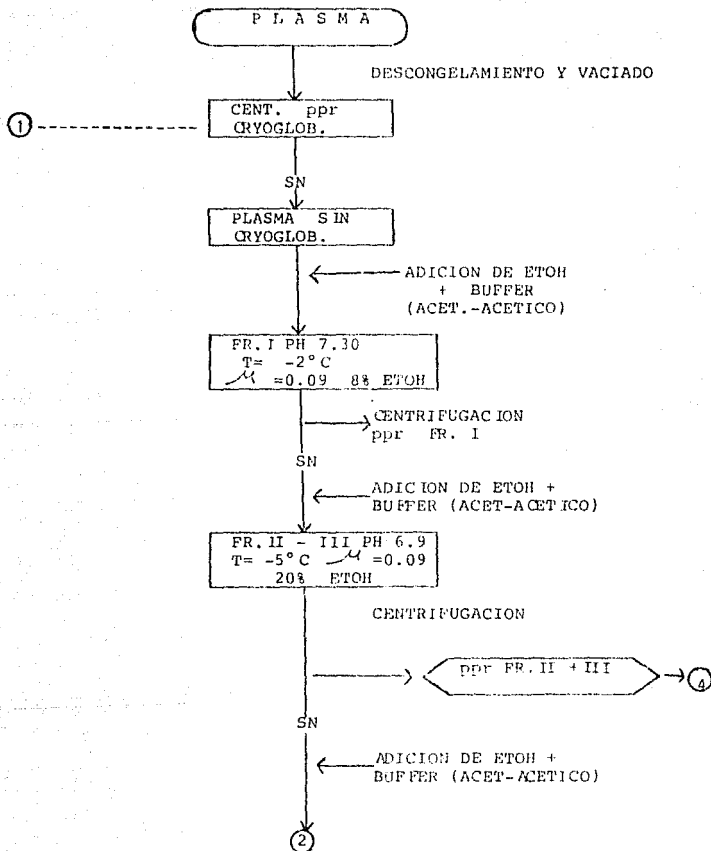 P L A S M A
DESCONGELAMIENTO Y VACIADO
1
CENT. ppr
CRYOGLOB.
SN
PLASMA SIN
CRYOGLOB.
ADICION DE ETOH
+ BUFFER
(ACET.-ACETICO)
FR.I PH 7.30
T= -2°C
μ =0.09 8% ETOH
CENTRIFUGACION
ppr FR. I
SN
ADICION DE ETOH +
BUFFER (ACET-ACETICO)
FR.II - III PH 6.9
T= -5°C μ =0.09
20% ETOH
CENTRIFUGACION
ppr FR.II +III
4
SN
ADICION DE ETOH +
BUFFER (ACET-ACETICO)
2